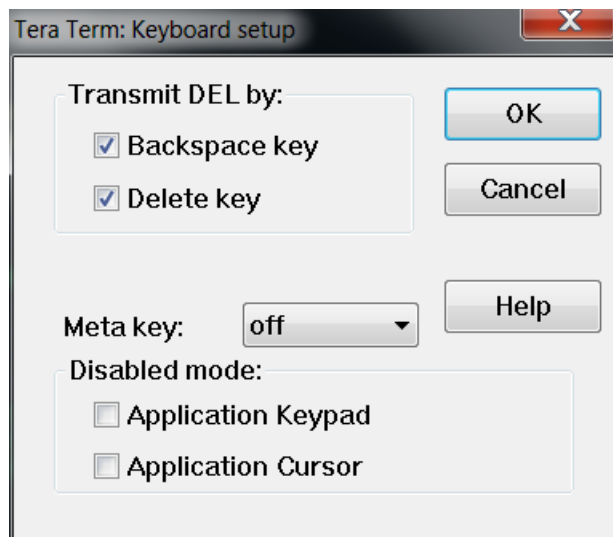 Tera Term: Keyboard setup
Transmit DEL by:
Backspace key
Delete key
OK
Cancel
Meta key:
off
Help
Disabled mode:
Application Keypad
Application Cursor